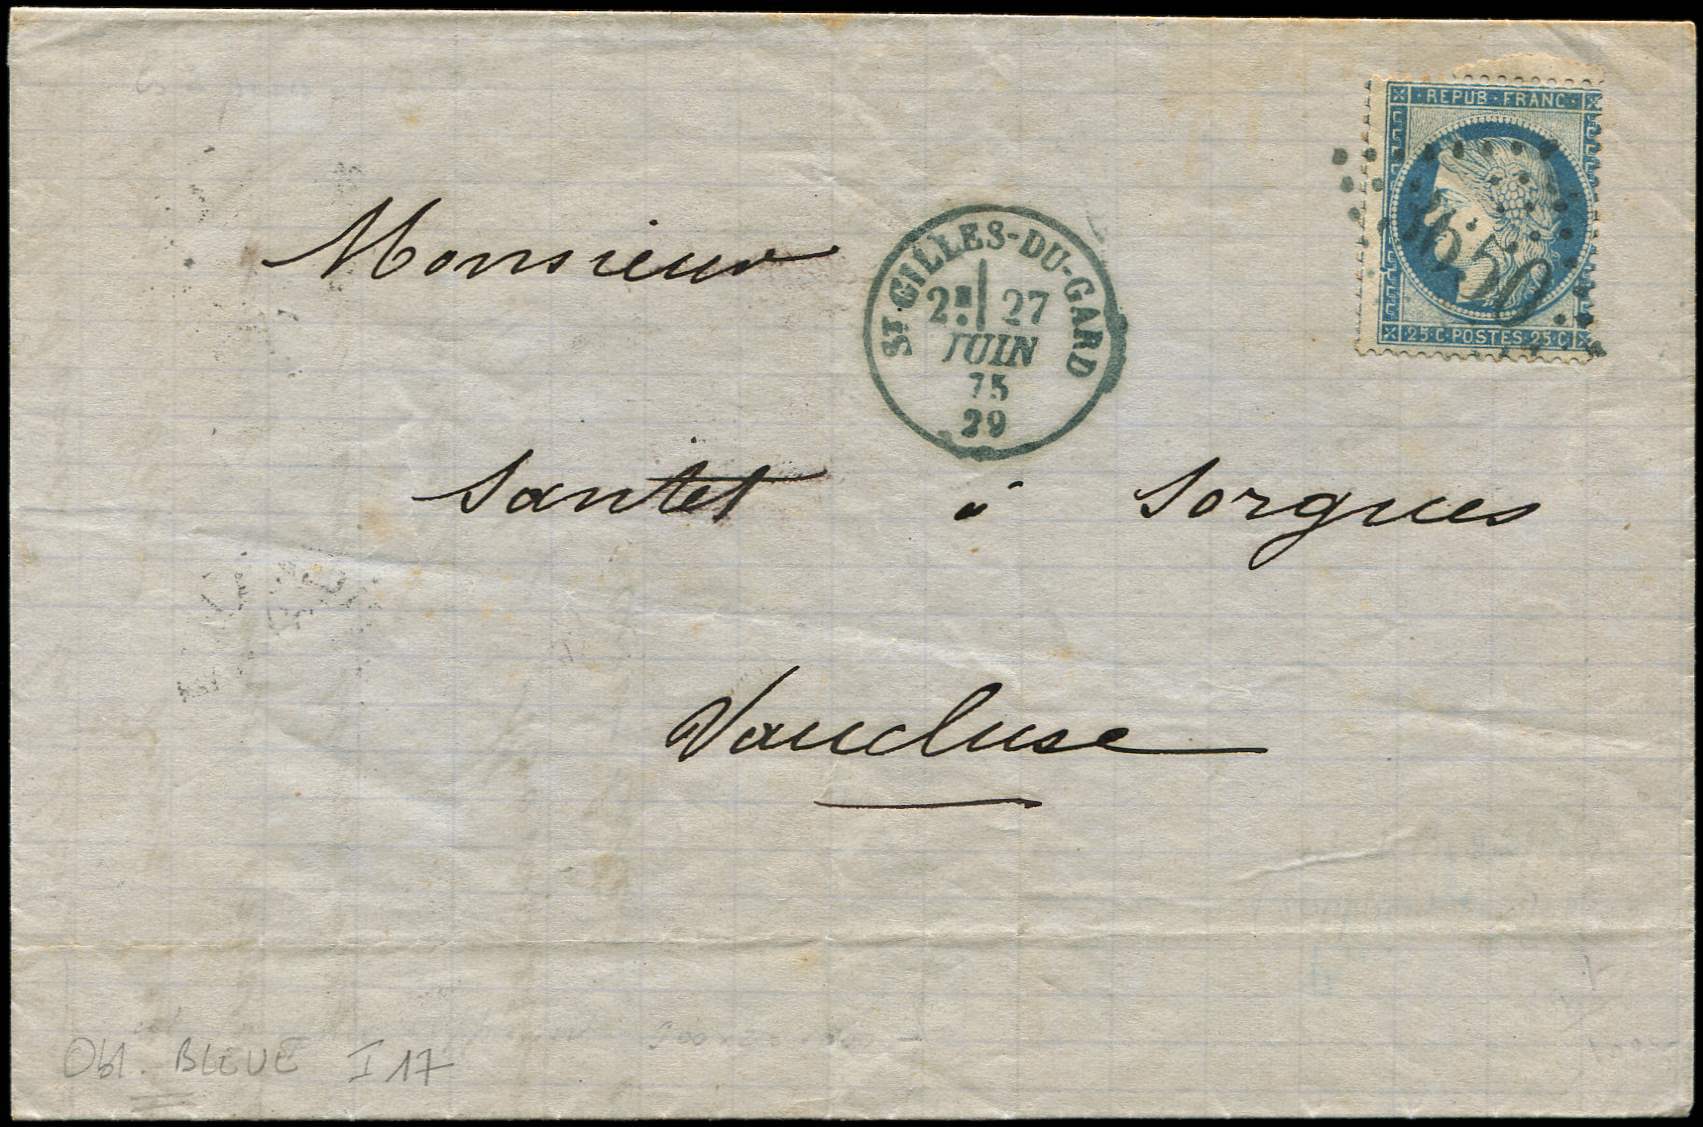 REPUB · FRANC ·
3650
25·C·POSTES·25·C
ST GILLES-DU-GARD
2E 27
JUIN
75
29
Monsieur
Santet à Sorgues
Vaucluse
Obl. BLEUE I 17